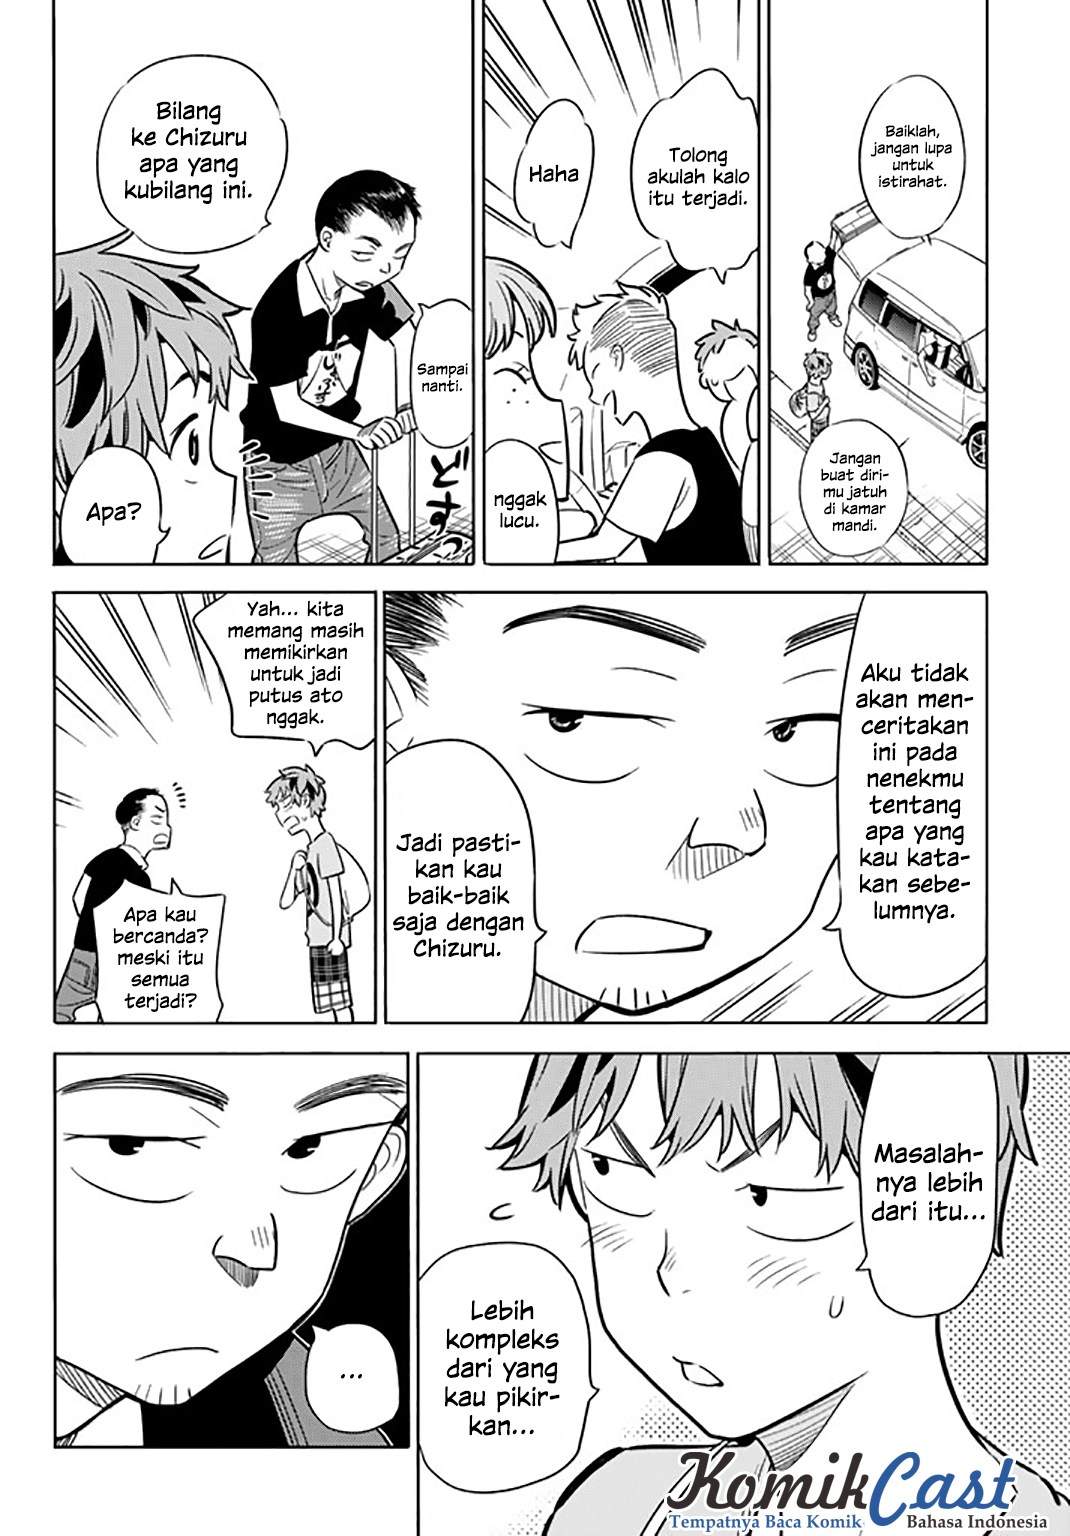 Baiklah,
jangan lupa
untuk
istirahat.
Jangan
buat diri-
mu jatuh
di kamar
mandi.
Tolong
akulah kalo
itu terjadi.
Haha
nggak
lucu.
Bilang
ke Chizuru
apa yang
kubilang ini.
Sampai
nanti.
どすっ
Apa?
Aku tidak
akan men-
ceritakan
ini pada
nenekmu
tentang
apa yang
kau kata-
kan sebe-
lumnya.
Jadi pasti-
kan kau
baik-baik
saja dengan
Chizuru.
Yah... kita
memang masih
memikirkan
untuk jadi
putus ato
nggak.
Apa kau
bercanda?
meski itu
semua
terjadi?
Masalah-
nya lebih
dari itu...
Lebih
kompleks
dari yang
kau pikir-
kan...
...
KomikCast
Tempatnya Baca Komik Bahasa Indonesia